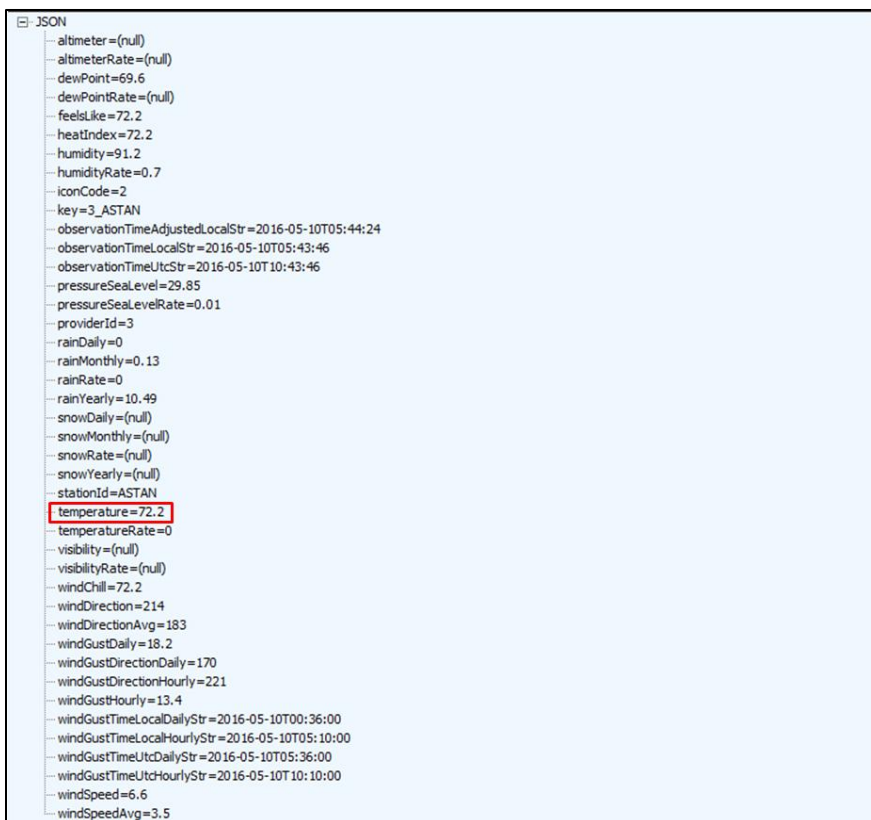 JSON
altimeter=(null)
altimeterRate=(null)
dewPoint=69.6
dewPointRate=(null)
feelsLike=72.2
heatIndex=72.2
humidity=91.2
humidityRate=0.7
iconCode=2
key=3_ASTAN
observationTimeAdjustedLocalStr=2016-05-10T05:44:24
observationTimeLocalStr=2016-05-10T05:43:46
observationTimeUtcStr=2016-05-10T10:43:46
pressureSeaLevel=29.85
pressureSeaLevelRate=0.01
providerId=3
rainDaily=0
rainMonthly=0.13
rainRate=0
rainYearly=10.49
snowDaily=(null)
snowMonthly=(null)
snowRate=(null)
snowYearly=(null)
stationId=ASTAN
temperature=72.2
temperatureRate=0
visibility=(null)
visibilityRate=(null)
windChill=72.2
windDirection=214
windDirectionAvg=183
windGustDaily=18.2
windGustDirectionDaily=170
windGustDirectionHourly=221
windGustHourly=13.4
windGustTimeLocalDailyStr=2016-05-10T00:36:00
windGustTimeLocalHourlyStr=2016-05-10T05:10:00
windGustTimeUtcDailyStr=2016-05-10T05:36:00
windGustTimeUtcHourlyStr=2016-05-10T10:10:00
windSpeed=6.6
windSpeedAvg=3.5